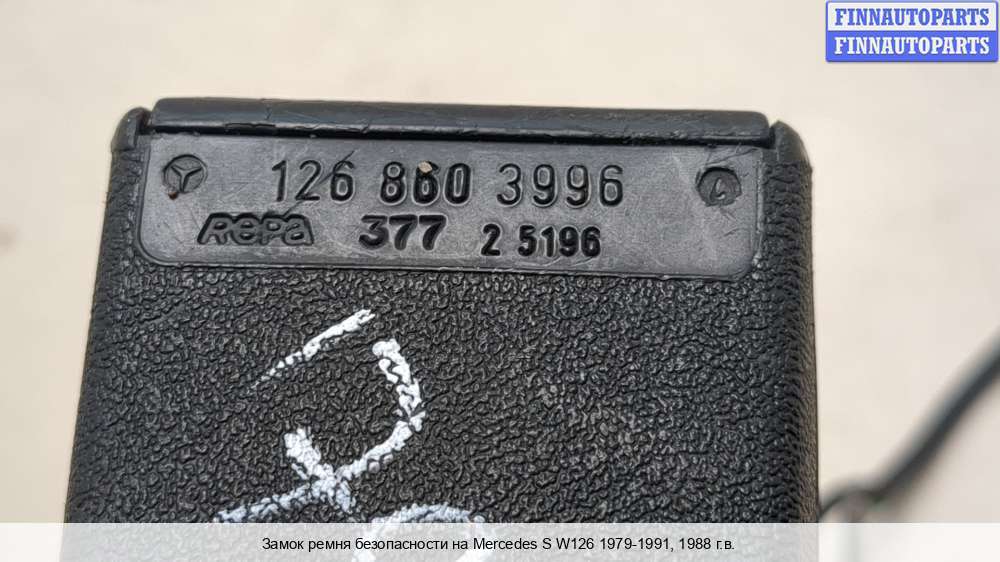 FINNAUTOPARTS
FINNAUTOPARTS
126 860 3996
Repa 377 2 5196
Замок ремня безопасности на Mercedes S W126 1979-1991, 1988 г.в.